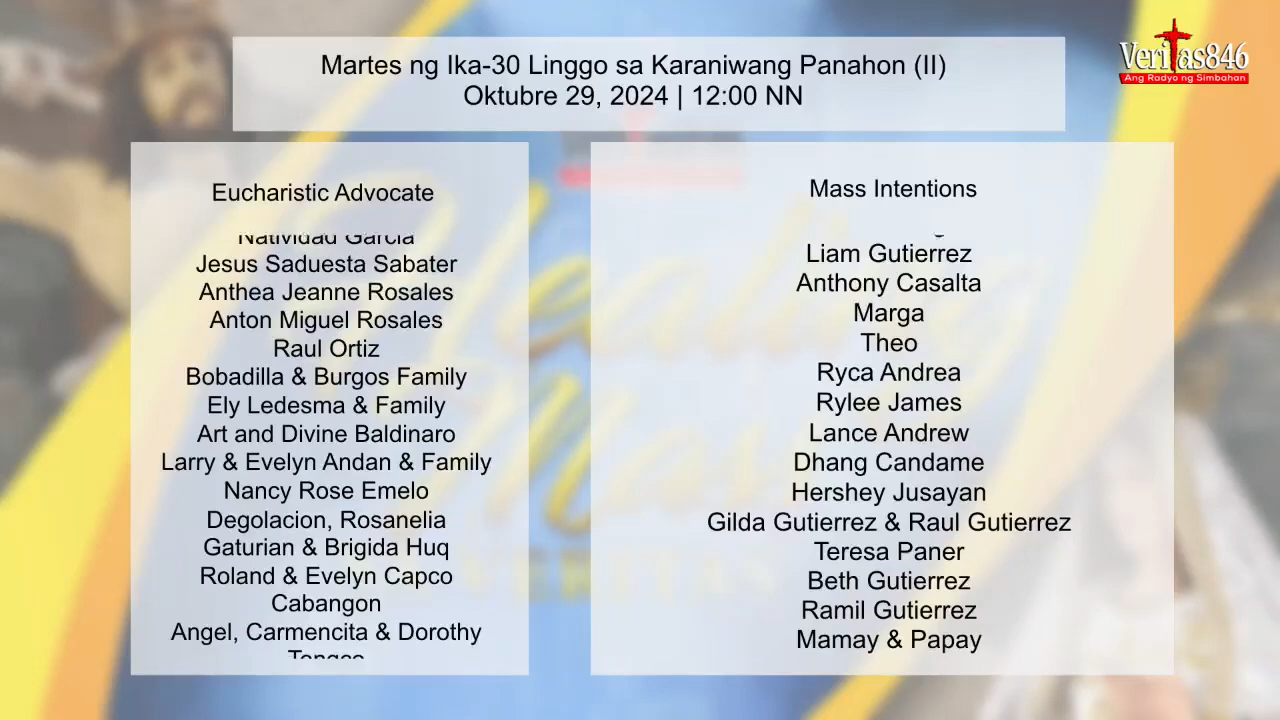 Martes ng Ika-30 Linggo sa Karaniwang Panahon (II)
Oktubre 29, 2024 | 12:00 NN
Veritas846
Ang Radyo ng Simbahan
Eucharistic Advocate
Natividad Garcia
Jesus Saduesta Sabater
Anthea Jeanne Rosales
Anton Miguel Rosales
Raul Ortiz
Bobadilla & Burgos Family
Ely Ledesma & Family
Art and Divine Baldinaro
Larry & Evelyn Andan & Family
Nancy Rose Emelo
Degolacion, Rosanelia
Gaturian & Brigida Huq
Roland & Evelyn Capco
Cabangon
Angel, Carmencita & Dorothy
Mass Intentions
Liam Gutierrez
Anthony Casalta
Marga
Theo
Ryca Andrea
Rylee James
Lance Andrew
Dhang Candame
Hershey Jusayan
Gilda Gutierrez & Raul Gutierrez
Teresa Paner
Beth Gutierrez
Ramil Gutierrez
Mamay & Papay
Healing
Mass
VERITAS